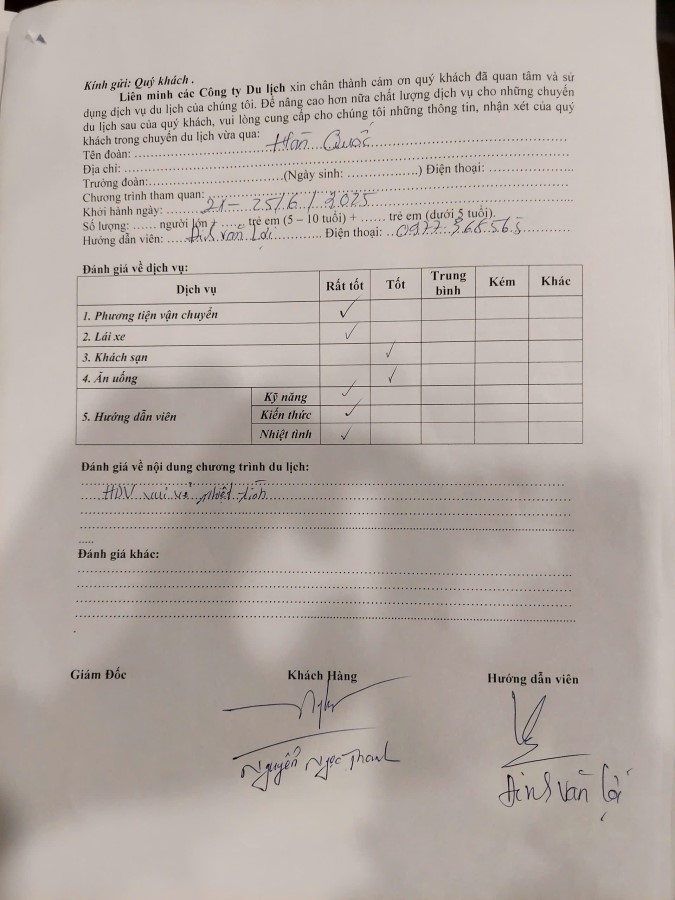 Kính gửi: Quý khách .
Liên minh các Công ty Du lịch xin chân thành cảm ơn quý khách đã quan tâm và sử
dụng dịch vụ du lịch của chúng tôi. Để nâng cao hơn nữa chất lượng dịch vụ cho những chuyến
du lịch sau của quý khách, vui lòng cung cấp cho chúng tôi những thông tin, nhận xét của quý
khách trong chuyến du lịch vừa qua:
Tên đoàn: Hàn Quốc
Địa chỉ:
Trưởng đoàn: (Ngày sinh: ) Điện thoại:
Chương trình tham quan:
Khởi hành ngày: 21 - 25/6/2025
Số lượng: ...... người lớn + ...... trẻ em (5 – 10 tuổi) + ...... trẻ em (dưới 5 tuổi).
Hướng dẫn viên: Đinh Văn Lợi Điện thoại: 0977
Đánh giá về dịch vụ:
Dịch vụ Rất tốt Tốt Trung bình Kém Khác
1. Phương tiện vận chuyển ✓
2. Lái xe ✓
3. Khách sạn ✓
4. Ăn uống ✓
5. Hướng dẫn viên Kỹ năng ✓
Kiến thức ✓
Nhiệt tình ✓
Đánh giá về nội dung chương trình du lịch:
HDV vui vẻ nhiệt tình
Đánh giá khác:
Giám Đốc Khách Hàng Hướng dẫn viên
Nguyễn Ngọc Thanh
Đinh Văn Lợi